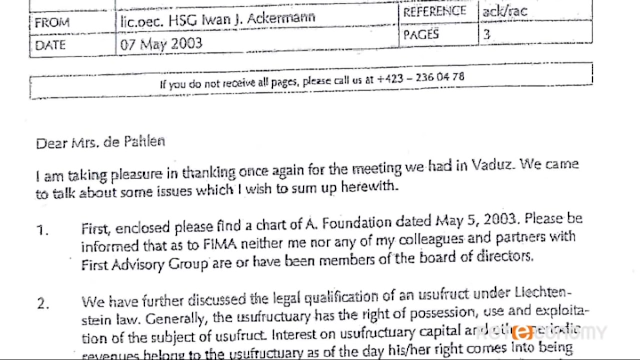 FROM lic.oec. HSG Iwan J. Ackermann REFERENCE ack/rac
DATE 07 May 2003 PAGES 3
If you do not receive all pages, please call us at +423 – 236 04 78
Dear Mrs. de Pahlen
I am taking pleasure in thanking once again for the meeting we had in Vaduz. We came
to talk about some issues which I wish to sum up herewith.
1. First, enclosed please find a chart of A. Foundation dated May 5, 2003. Please be
informed that as to FIMA neither me nor any of my colleagues and partners with
First Advisory Group are or have been members of the board of directors.
2. We have further discussed the legal qualification of an usufruct under Liechten-
stein law. Generally, the usufructuary has the right of possession, use and exploita-
tion of the subject of usufruct. Interest on usufructuary capital and
revenues belong to the usufructuary as of the day his/her right comes into being